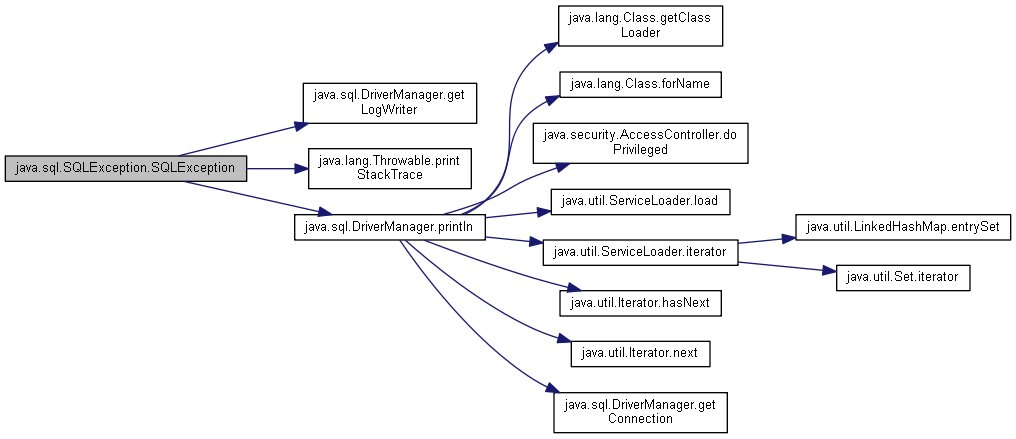 java.lang.Class.getClass
Loader
java.sql.DriverManager.get
LogWriter
java.lang.Class.forName
java.security.AccessController.do
Privileged
java.sql.SQLException.SQLException
java.lang.Throwable.print
StackTrace
java.util.ServiceLoader.load
java.sql.DriverManager.println
java.util.LinkedHashMap.entrySet
java.util.ServiceLoader.iterator
java.util.Set.iterator
java.util.Iterator.hasNext
java.util.Iterator.next
java.sql.DriverManager.get
Connection